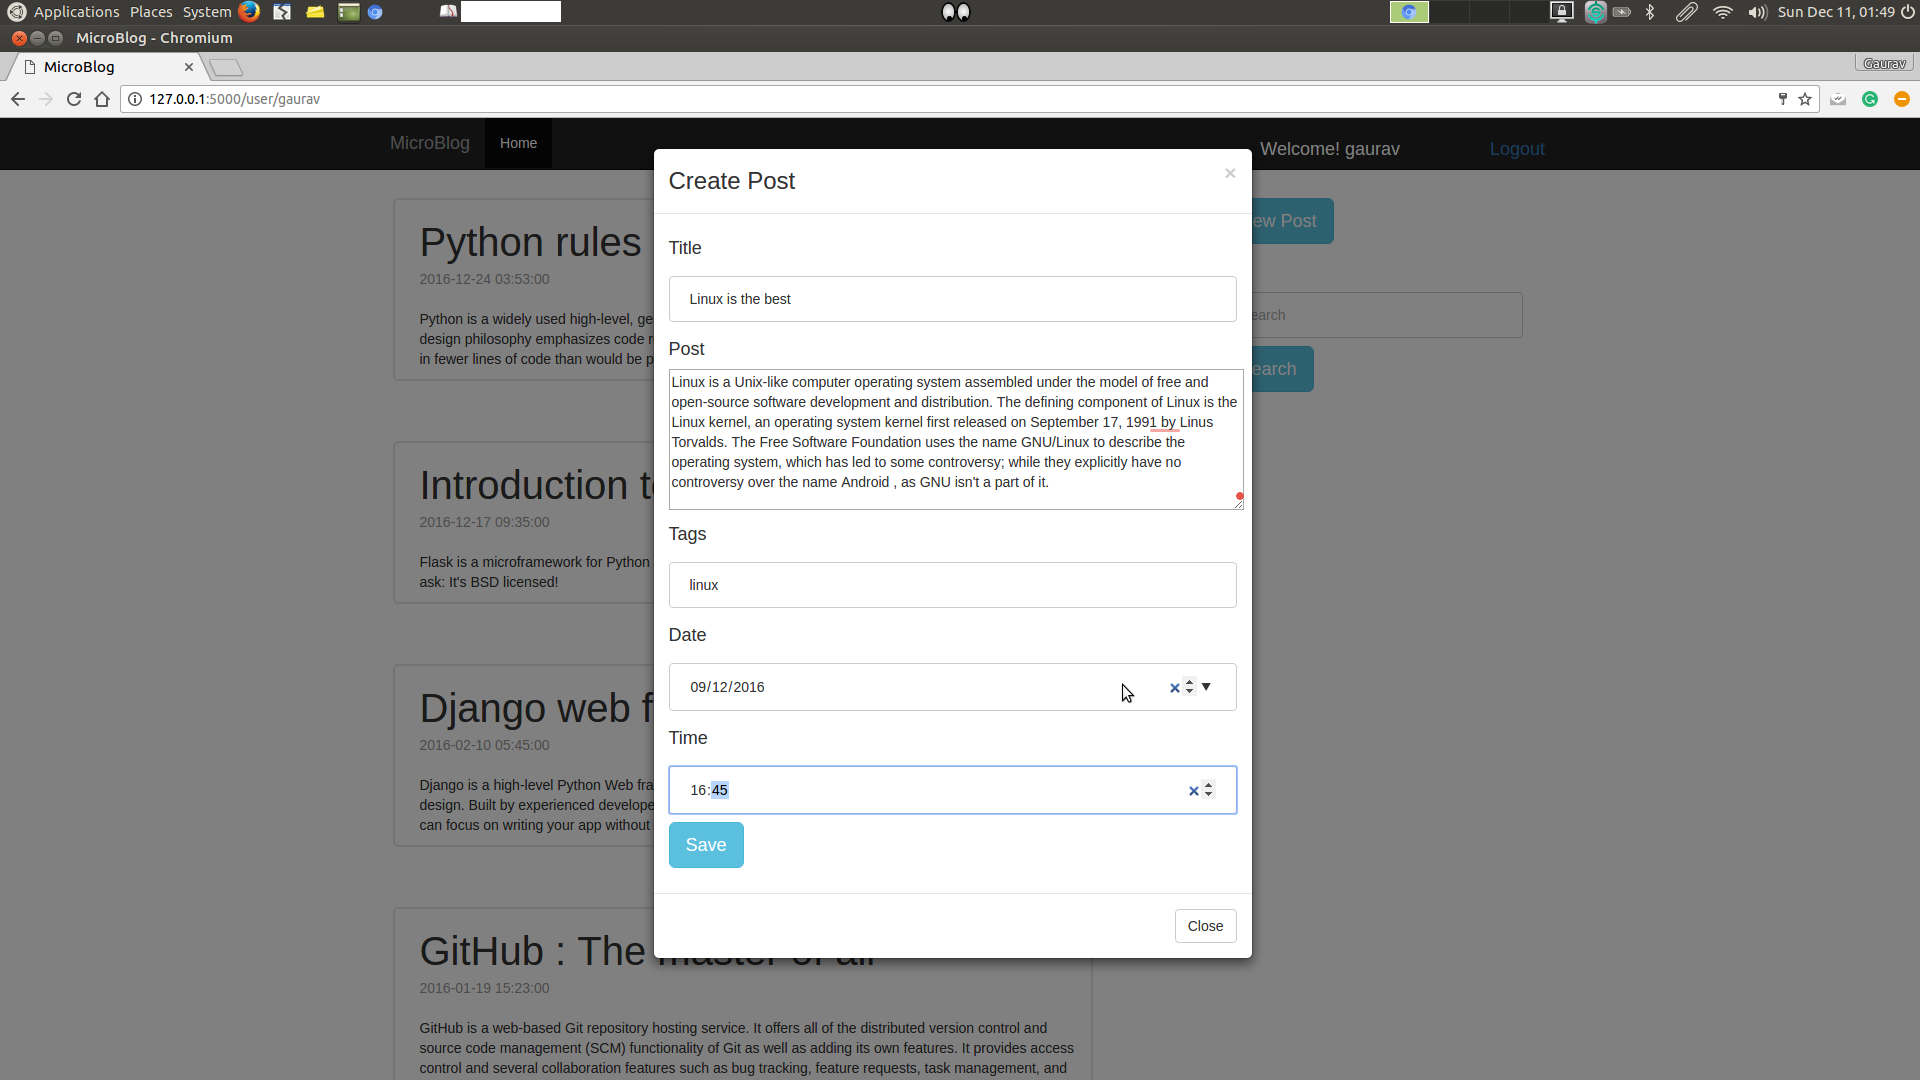 Applications Places System
Sun Dec 11, 01:49
MicroBlog - Chromium
MicroBlog
Gaurav
127.0.0.1:5000/user/gaurav
MicroBlog
Home
Welcome! gaurav
Logout
Create Post
×
Title
Linux is the best
Post
Linux is a Unix-like computer operating system assembled under the model of free and
open-source software development and distribution. The defining component of Linux is the
Linux kernel, an operating system kernel first released on September 17, 1991 by Linus
Torvalds. The Free Software Foundation uses the name GNU/Linux to describe the
operating system, which has led to some controversy; while they explicitly have no
controversy over the name Android , as GNU isn't a part of it.
Tags
linux
Date
09/12/2016
Time
16:45
Save
Close
Python rules
2016-12-24 03:53:00
Python is a widely used high-level, ge
design philosophy emphasizes code r
in fewer lines of code than would be p
Introduction t
2016-12-17 09:35:00
Flask is a microframework for Python
ask: It's BSD licensed!
Django web f
2016-02-10 05:45:00
Django is a high-level Python Web fra
design. Built by experienced develope
can focus on writing your app without
GitHub : The master of all
2016-01-19 15:23:00
GitHub is a web-based Git repository hosting service. It offers all of the distributed version control and
source code management (SCM) functionality of Git as well as adding its own features. It provides access
control and several collaboration features such as bug tracking, feature requests, task management, and
ew Post
earch
earch